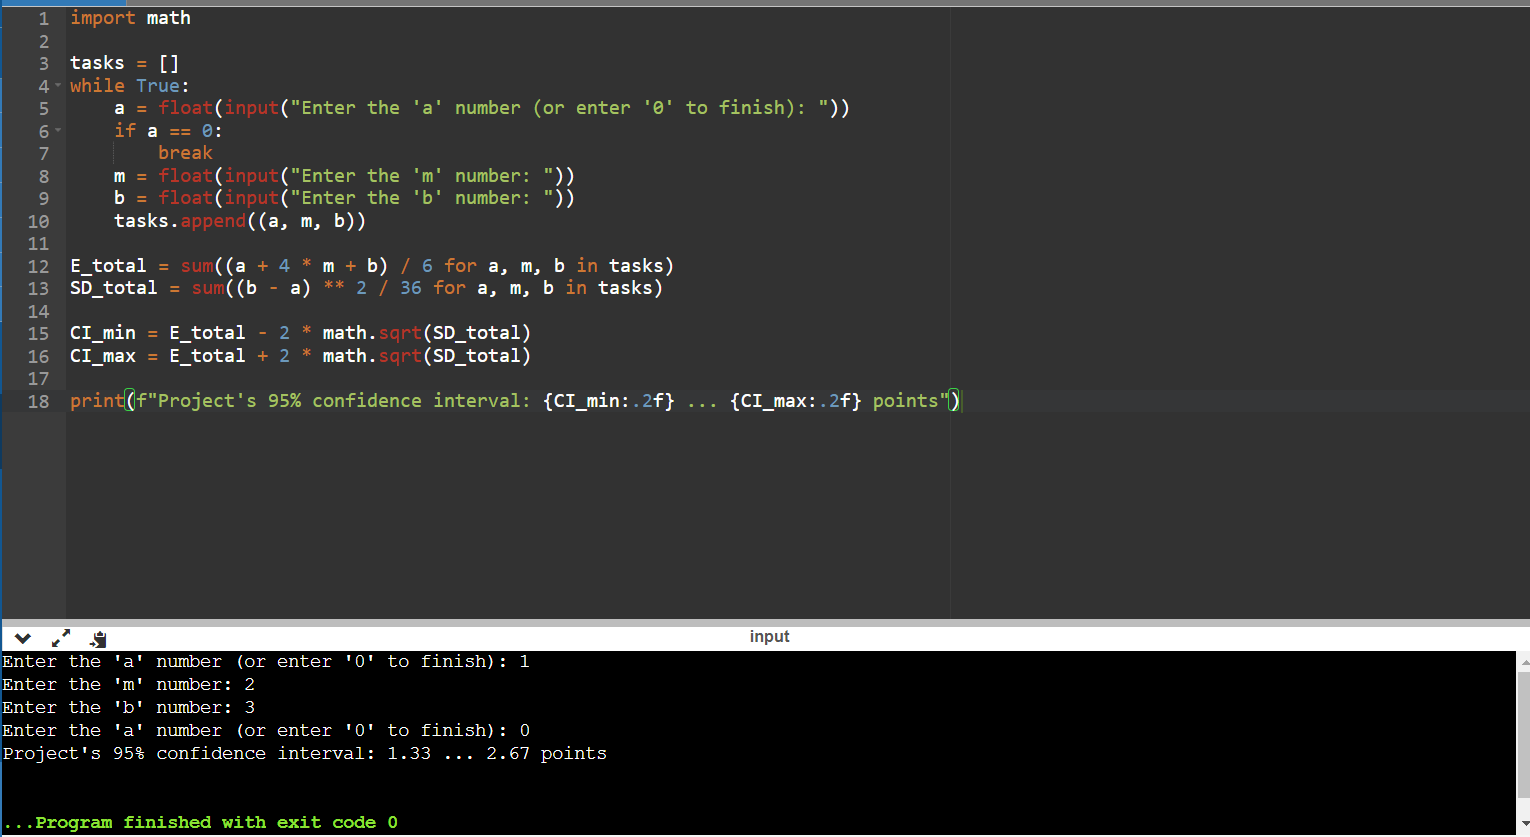 1 import math
2
3 tasks = []
4 while True:
5     a = float(input("Enter the 'a' number (or enter '0' to finish): "))
6     if a == 0:
7         break
8     m = float(input("Enter the 'm' number: "))
9     b = float(input("Enter the 'b' number: "))
10     tasks.append((a, m, b))
11
12 E_total = sum((a + 4 * m + b) / 6 for a, m, b in tasks)
13 SD_total = sum((b - a) ** 2 / 36 for a, m, b in tasks)
14
15 CI_min = E_total - 2 * math.sqrt(SD_total)
16 CI_max = E_total + 2 * math.sqrt(SD_total)
17
18 print(f"Project's 95% confidence interval: {CI_min:.2f} ... {CI_max:.2f} points")
input
Enter the 'a' number (or enter '0' to finish): 1
Enter the 'm' number: 2
Enter the 'b' number: 3
Enter the 'a' number (or enter '0' to finish): 0
Project's 95% confidence interval: 1.33 ... 2.67 points
...Program finished with exit code 0